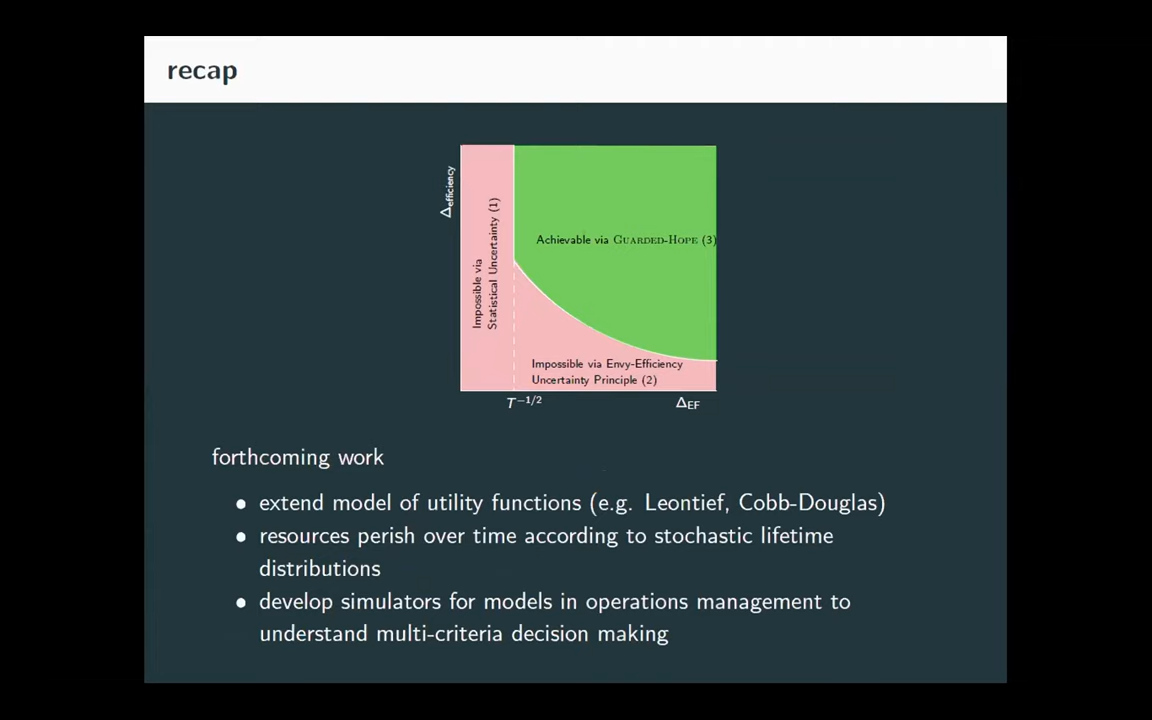 recap
Δefficiency
Impossible via
Statistical Uncertainty (1)
Achievable via Guarded-Hope (3)
Impossible via Envy-Efficiency
Uncertainty Principle (2)
T−1/2
ΔEF
forthcoming work
● extend model of utility functions (e.g. Leontief, Cobb-Douglas)
● resources perish over time according to stochastic lifetime
distributions
● develop simulators for models in operations management to
understand multi-criteria decision making